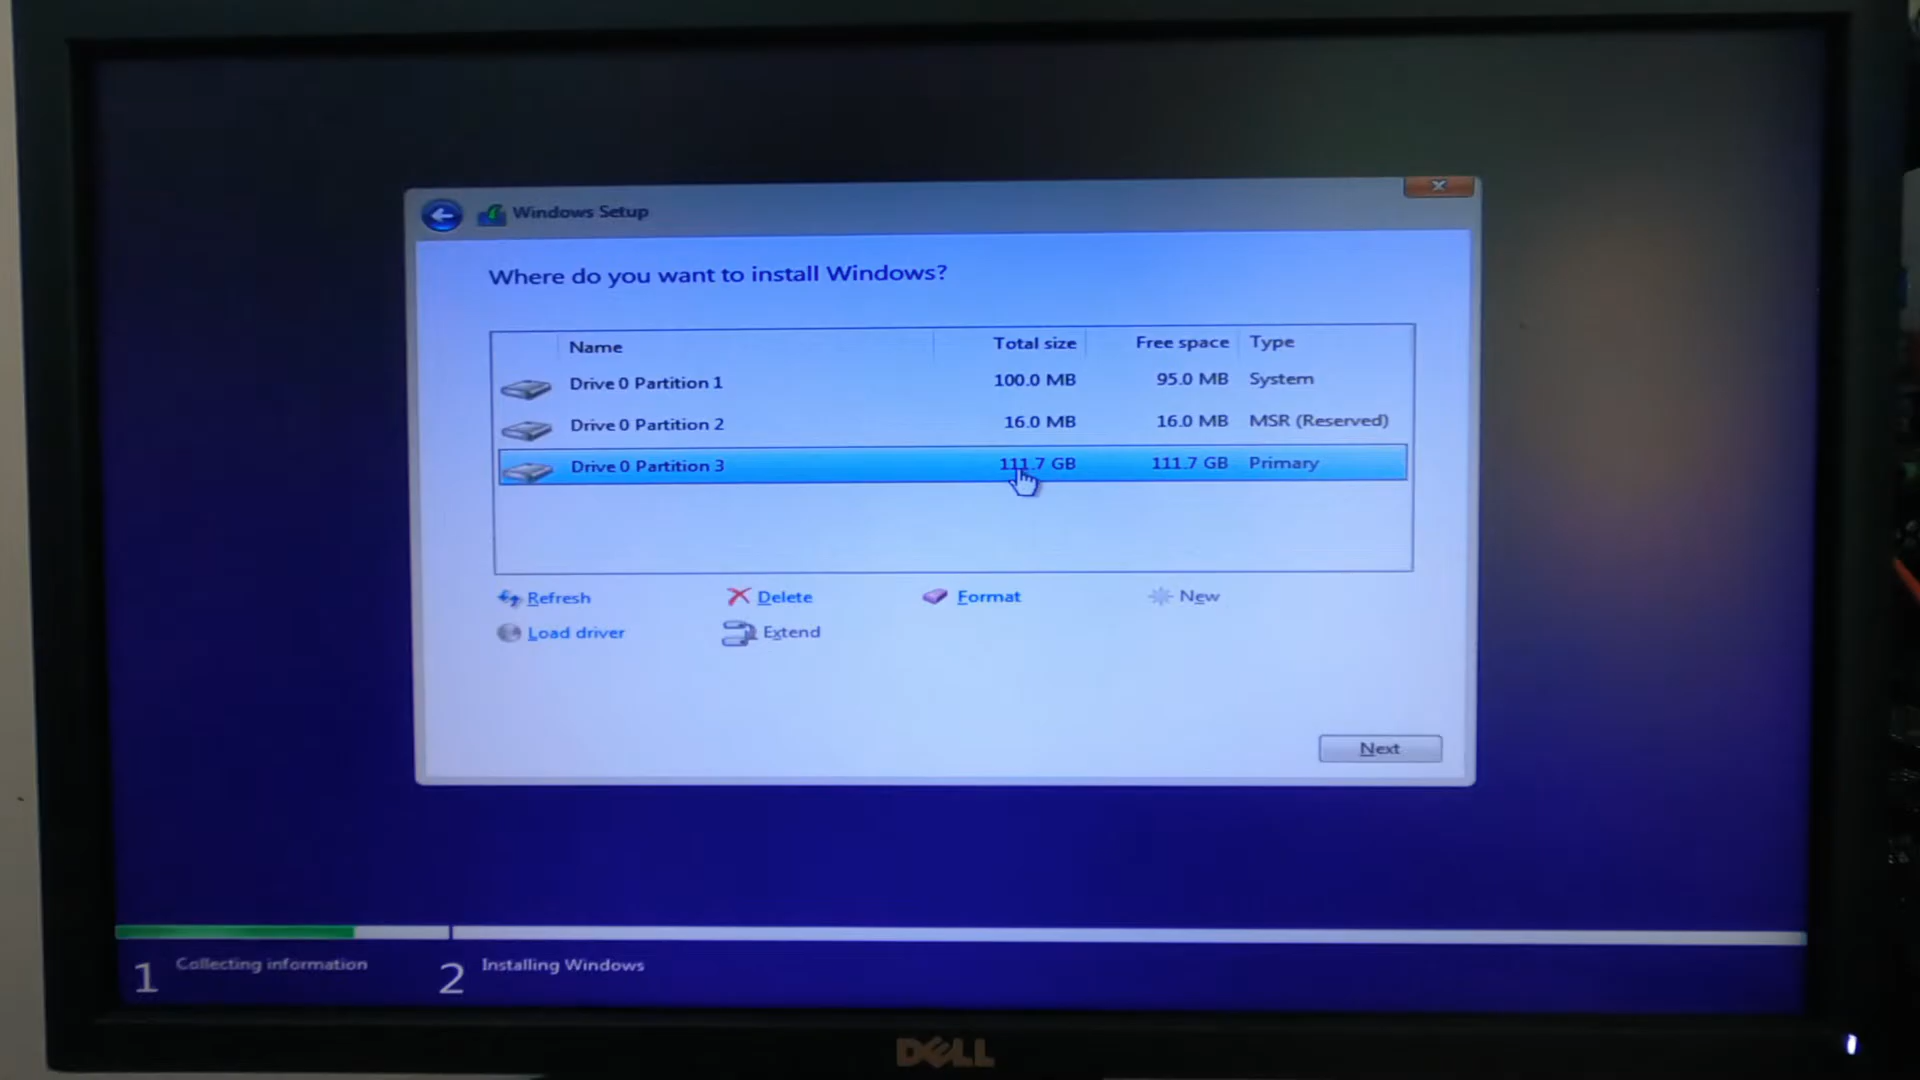 Windows Setup
Where do you want to install Windows?
Name Total size Free space Type
Drive 0 Partition 1 100.0 MB 95.0 MB System
Drive 0 Partition 2 16.0 MB 16.0 MB MSR (Reserved)
Drive 0 Partition 3 111.7 GB 111.7 GB Primary
Refresh Delete Format New
Load driver Extend
Next
1 Collecting information 2 Installing Windows
DELL